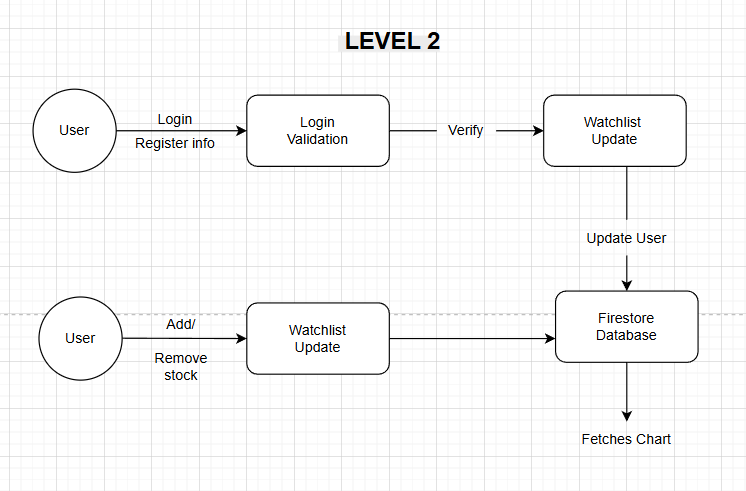 LEVEL 2
User
Login
Register info
Login
Validation
Verify
Watchlist
Update
Update User
User
Add/
Remove
stock
Watchlist
Update
Firestore
Database
Fetches Chart